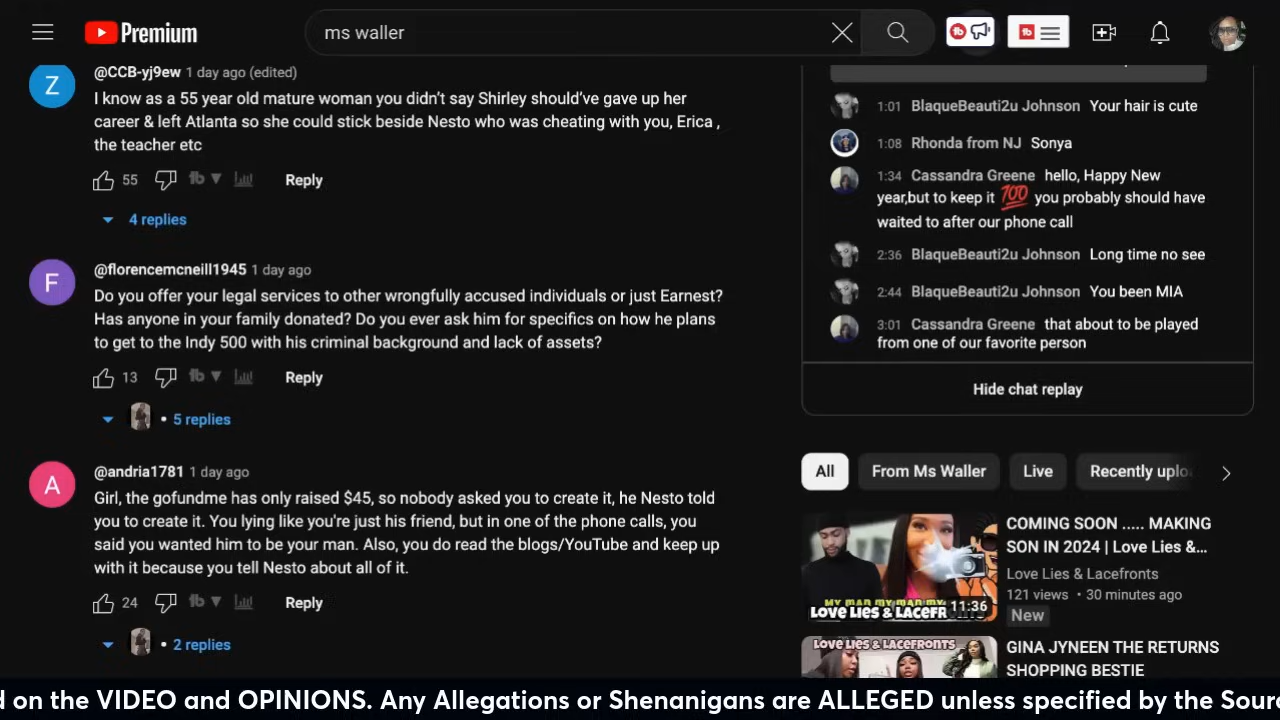 Premium
ms waller
@CCB-yj9ew 1 day ago (edited)
Z
I know as a 55 year old mature woman you didn't say Shirley should've gave up her
career & left Atlanta so she could stick beside Nesto who was cheating with you, Erica ,
the teacher etc
55
Reply
4 replies
@florencemcneill1945 1 day ago
F
Do you offer your legal services to other wrongfully accused individuals or just Earnest?
Has anyone in your family donated? Do you ever ask him for specifics on how he plans
to get to the Indy 500 with his criminal background and lack of assets?
13
Reply
• 5 replies
@andria1781 1 day ago
A
Girl, the gofundme has only raised $45, so nobody asked you to create it, he Nesto told
you to create it. You lying like you're just his friend, but in one of the phone calls, you
said you wanted him to be your man. Also, you do read the blogs/YouTube and keep up
with it because you tell Nesto about all of it.
24
Reply
• 2 replies
1:01 BlaqueBeauti2u Johnson Your hair is cute
1:08 Rhonda from NJ Sonya
1:34 Cassandra Greene hello, Happy New
year,but to keep it 100 you probably should have
waited to after our phone call
2:36 BlaqueBeauti2u Johnson Long time no see
2:44 BlaqueBeauti2u Johnson You been MIA
3:01 Cassandra Greene that about to be played
from one of our favorite person
Hide chat replay
All From Ms Waller Live Recently uplo
MY MAN MY MAN MY
LOVE LIES & LACEFR
11:36
COMING SOON ..... MAKING
SON IN 2024 | Love Lies &...
Love Lies & Lacefronts
121 views • 30 minutes ago
New
LOVE LIES & LACEFRONTS
GINA JYNEEN THE RETURNS
SHOPPING BESTIE
d on the VIDEO and OPINIONS. Any Allegations or Shenanigans are ALLEGED unless specified by the Sour